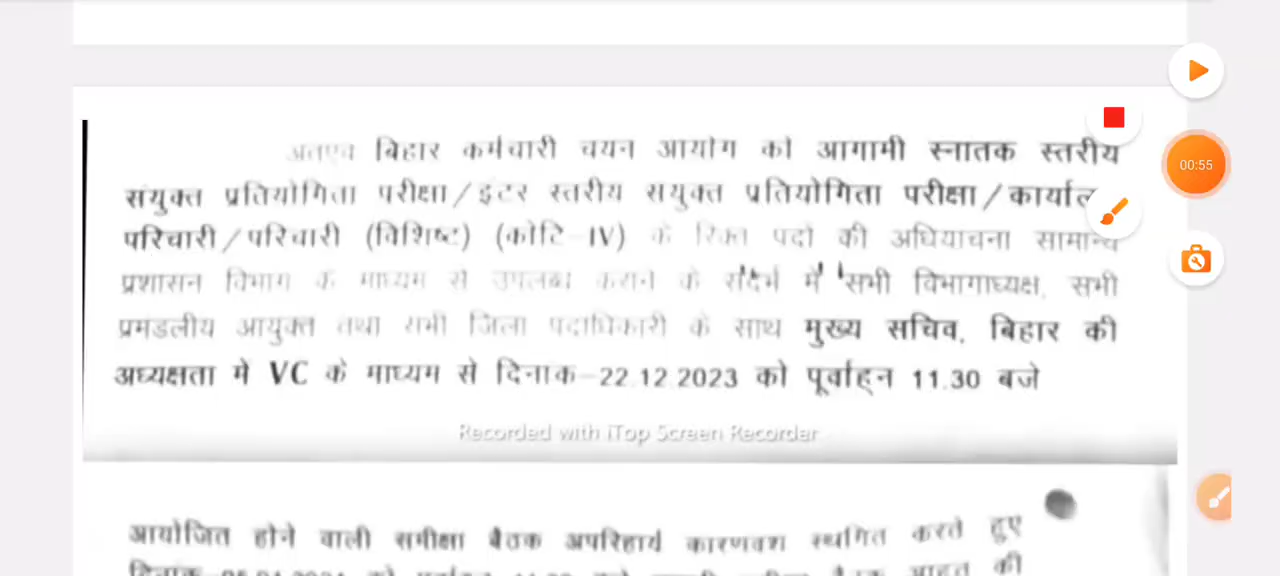 अतएव बिहार कर्मचारी चयन आयोग को आगामी स्नातक स्तरीय
संयुक्त प्रतियोगिता परीक्षा/इंटर स्तरीय संयुक्त प्रतियोगिता परीक्षा/कार्याल
परिचारी/परिचारी (विशिष्ट) (कोटि-IV) के रिक्त पदों की अधियाचना सामान्य
प्रशासन विभाग के माध्यम से उपलब्ध कराने के संदर्भ में सभी विभागाध्यक्ष, सभी
प्रमंडलीय आयुक्त तथा सभी जिला पदाधिकारी के साथ मुख्य सचिव, बिहार की
अध्यक्षता में VC के माध्यम से दिनांक-22.12.2023 को पूर्वाहन 11.30 बजे
Recorded with iTop Screen Recorder
आयोजित होने वाली समीक्षा बैठक अपरिहार्य कारणवश स्थगित करते हुए
00:55